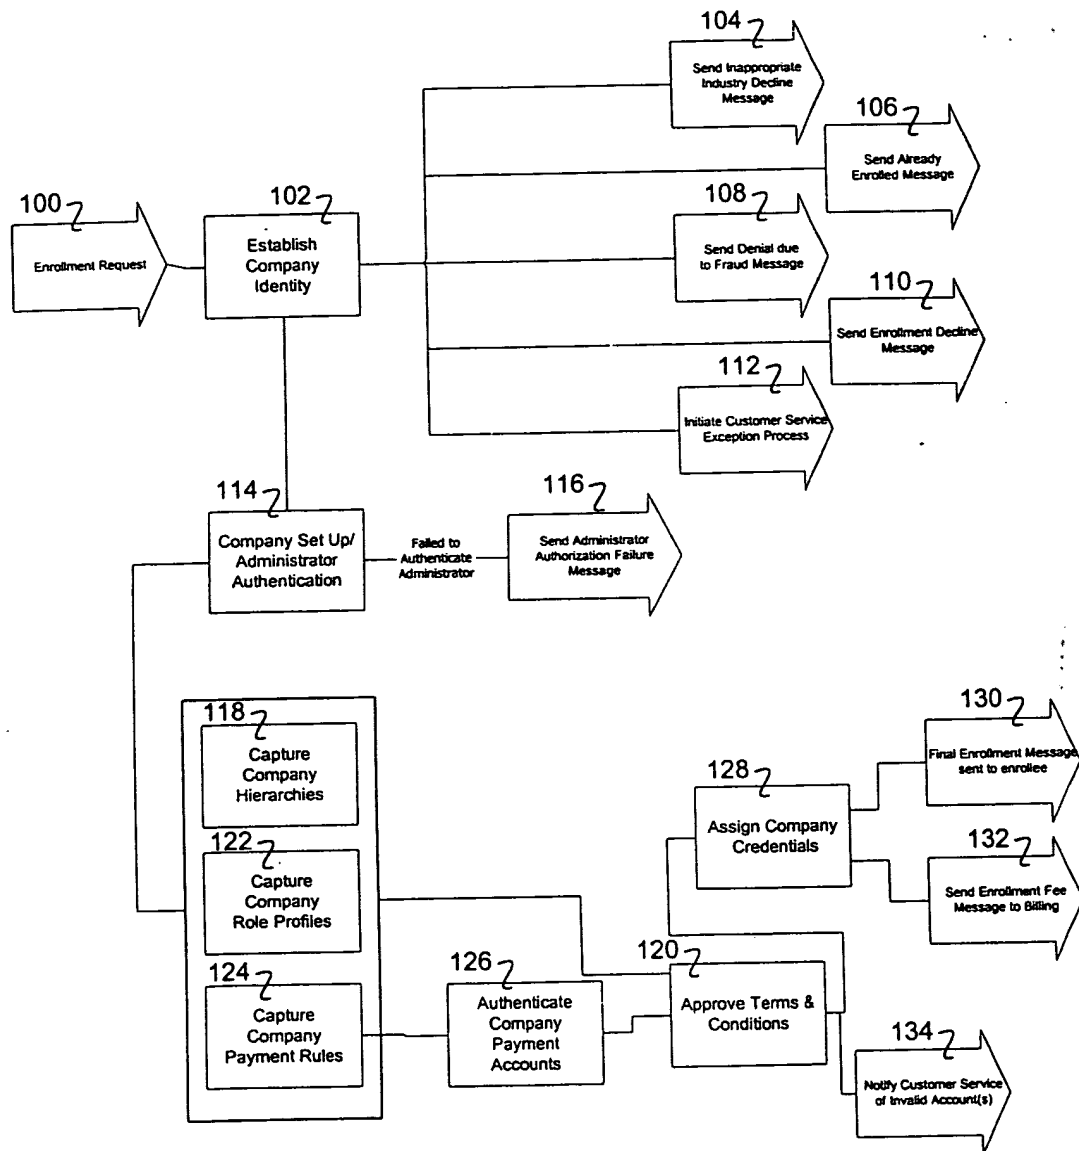 104
Send Inappropriate
Industry Decline
Message
106
Send Already
Enrolled Message
100
Enrollment Request
102
Establish
Company
Identity
108
Send Denial due
to Fraud Message
110
Send Enrollment Decline
Message
112
Initiate Customer Service
Exception Process
114
Company Set Up/
Administrator
Authentication
Failed to
Authenticate
Administrator
116
Send Administrator
Authorization Failure
Message
118
Capture
Company
Hierarchies
122
Capture
Company
Role Profiles
124
Capture
Company
Payment Rules
126
Authenticate
Company
Payment
Accounts
120
Approve Terms &
Conditions
128
Assign Company
Credentials
130
Final Enrollment Message
sent to enrollee
132
Send Enrollment Fee
Message to Billing
134
Notify Customer Service
of Invalid Account(s)